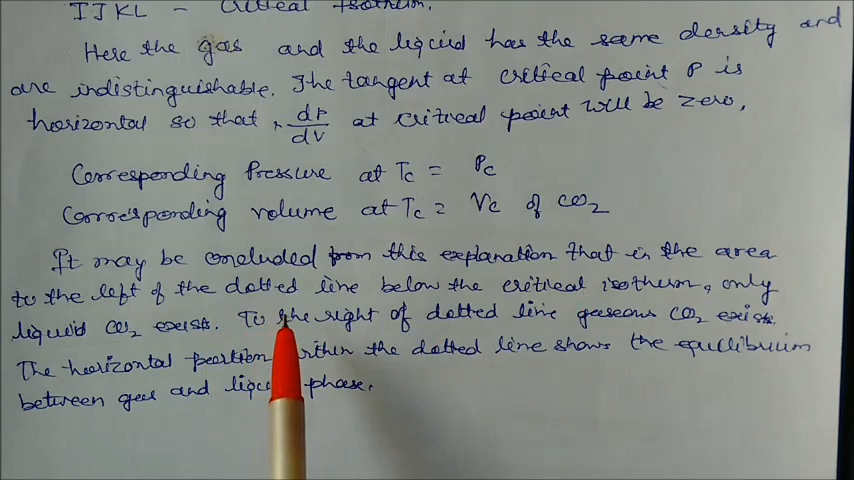 IJKL - Critical Isotherm.
Here the gas and the liquid has the same density and
are indistinguishable. The tangent at critical point P is
horizontal so that, dP/dV at critical point will be zero,
Corresponding Pressure at Tc = Pc
Corresponding volume at Tc = Vc of CO2
It may be concluded from this explanation that in the area
to the left of the dotted line below the critical isotherm, only
liquid CO2 exists. To the right of dotted line gaseous CO2 exists.
The horizontal portion within the dotted line shows the equilibrium
between gas and liquid phase.